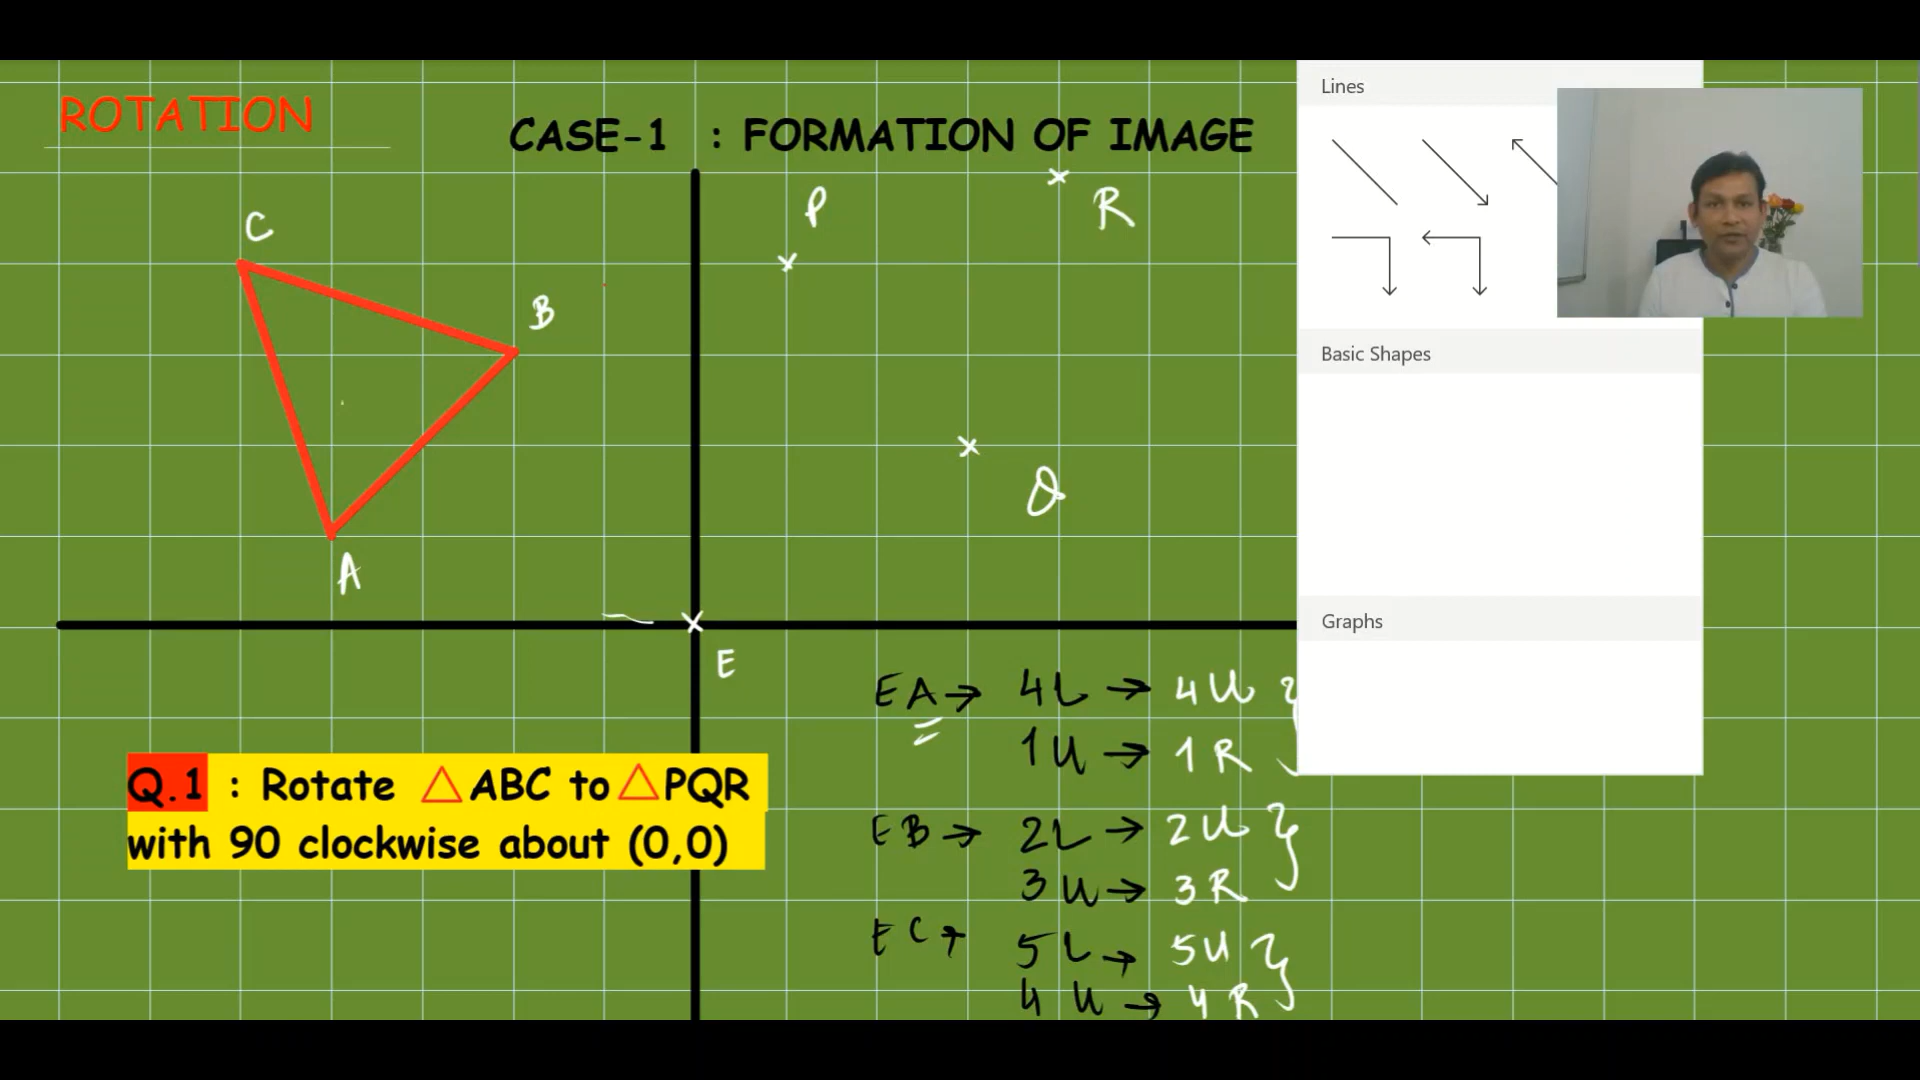 ROTATION
CASE-1 : FORMATION OF IMAGE
Lines
P
R
C
B
Basic Shapes
Q
A
Graphs
E
EA → 4L → 4U }
1U → 1R
Q.1 : Rotate △ABC to △PQR
with 90 clockwise about (0,0)
EB → 2L → 2U }
3U → 3R
EC → 5L → 5U }
4U → 4R